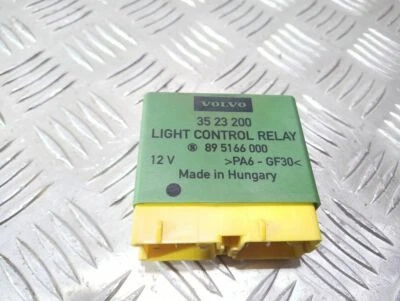 VOLVO
35 23 200
LIGHT CONTROL RELAY
89 5166 000
12 V >PA6 - GF30<
Made in Hungary